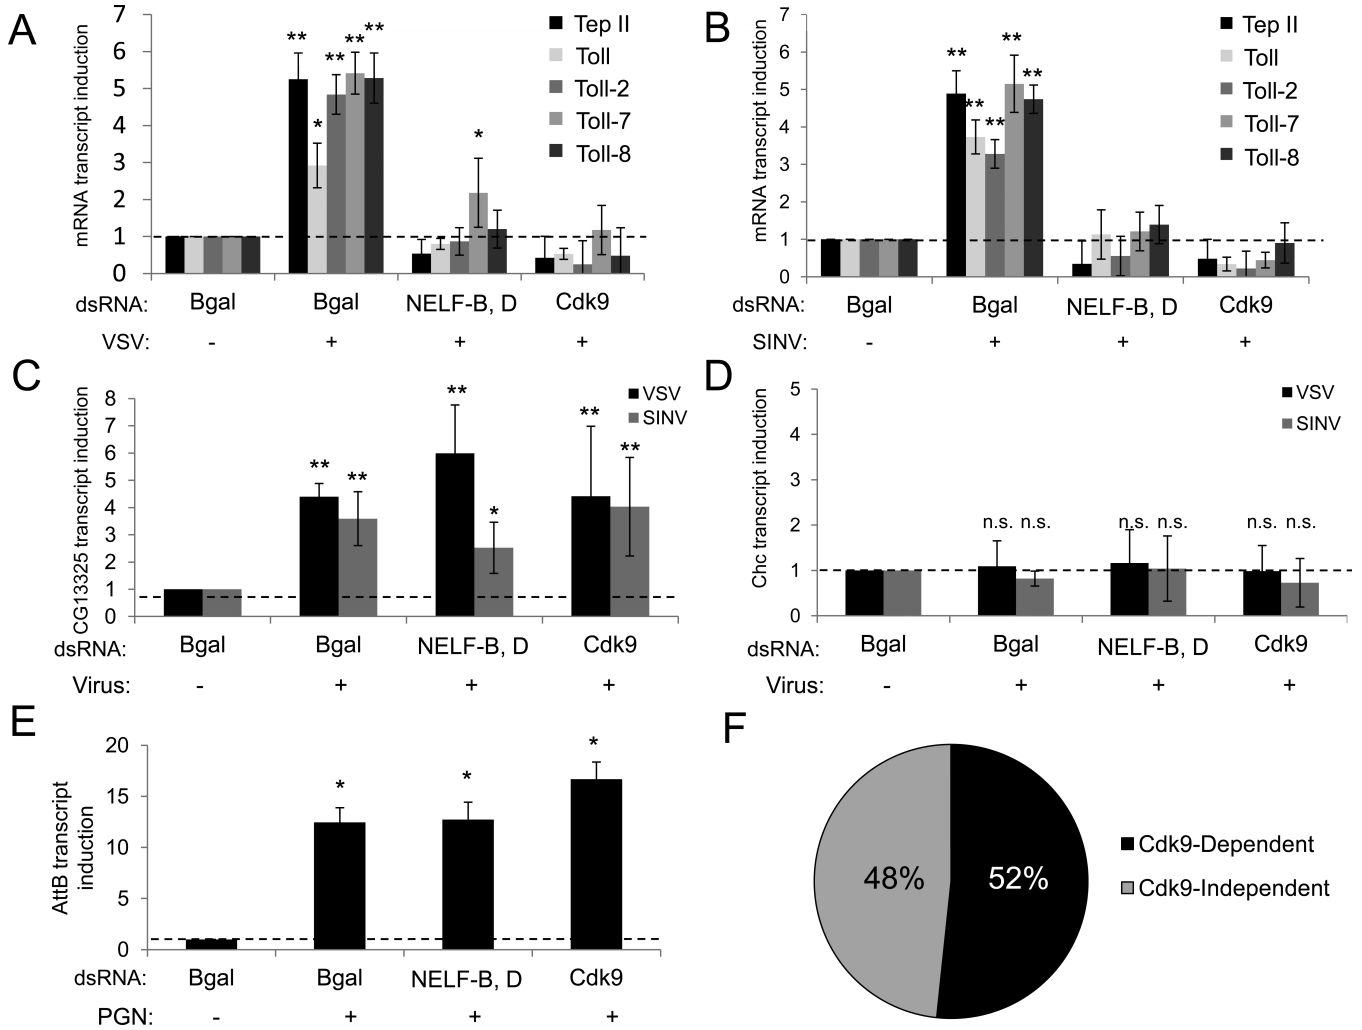 A
mRNA transcript induction
7
6
5
4
3
2
1
0
** * ** ** ** *
Tep II
Toll
Toll-2
Toll-7
Toll-8
dsRNA: Bgal Bgal NELF-B, D Cdk9
VSV: - + + +
B
mRNA transcript induction
7
6
5
4
3
2
1
0
** ** ** ** **
Tep II
Toll
Toll-2
Toll-7
Toll-8
dsRNA: Bgal Bgal NELF-B, D Cdk9
SINV: - + + +
C
CG13325 transcript induction
8
7
6
5
4
3
2
1
0
** ** ** * ** **
VSV
SINV
dsRNA: Bgal Bgal NELF-B, D Cdk9
Virus: - + + +
D
Chc transcript induction
5
4
3
2
1
0
n.s. n.s. n.s. n.s. n.s. n.s.
VSV
SINV
dsRNA: Bgal Bgal NELF-B, D Cdk9
Virus: - + + +
E
AttB transcript
induction
20
15
10
5
0
* * *
dsRNA: Bgal Bgal NELF-B, D Cdk9
PGN: - + + +
F
48% 52%
Cdk9-Dependent
Cdk9-Independent